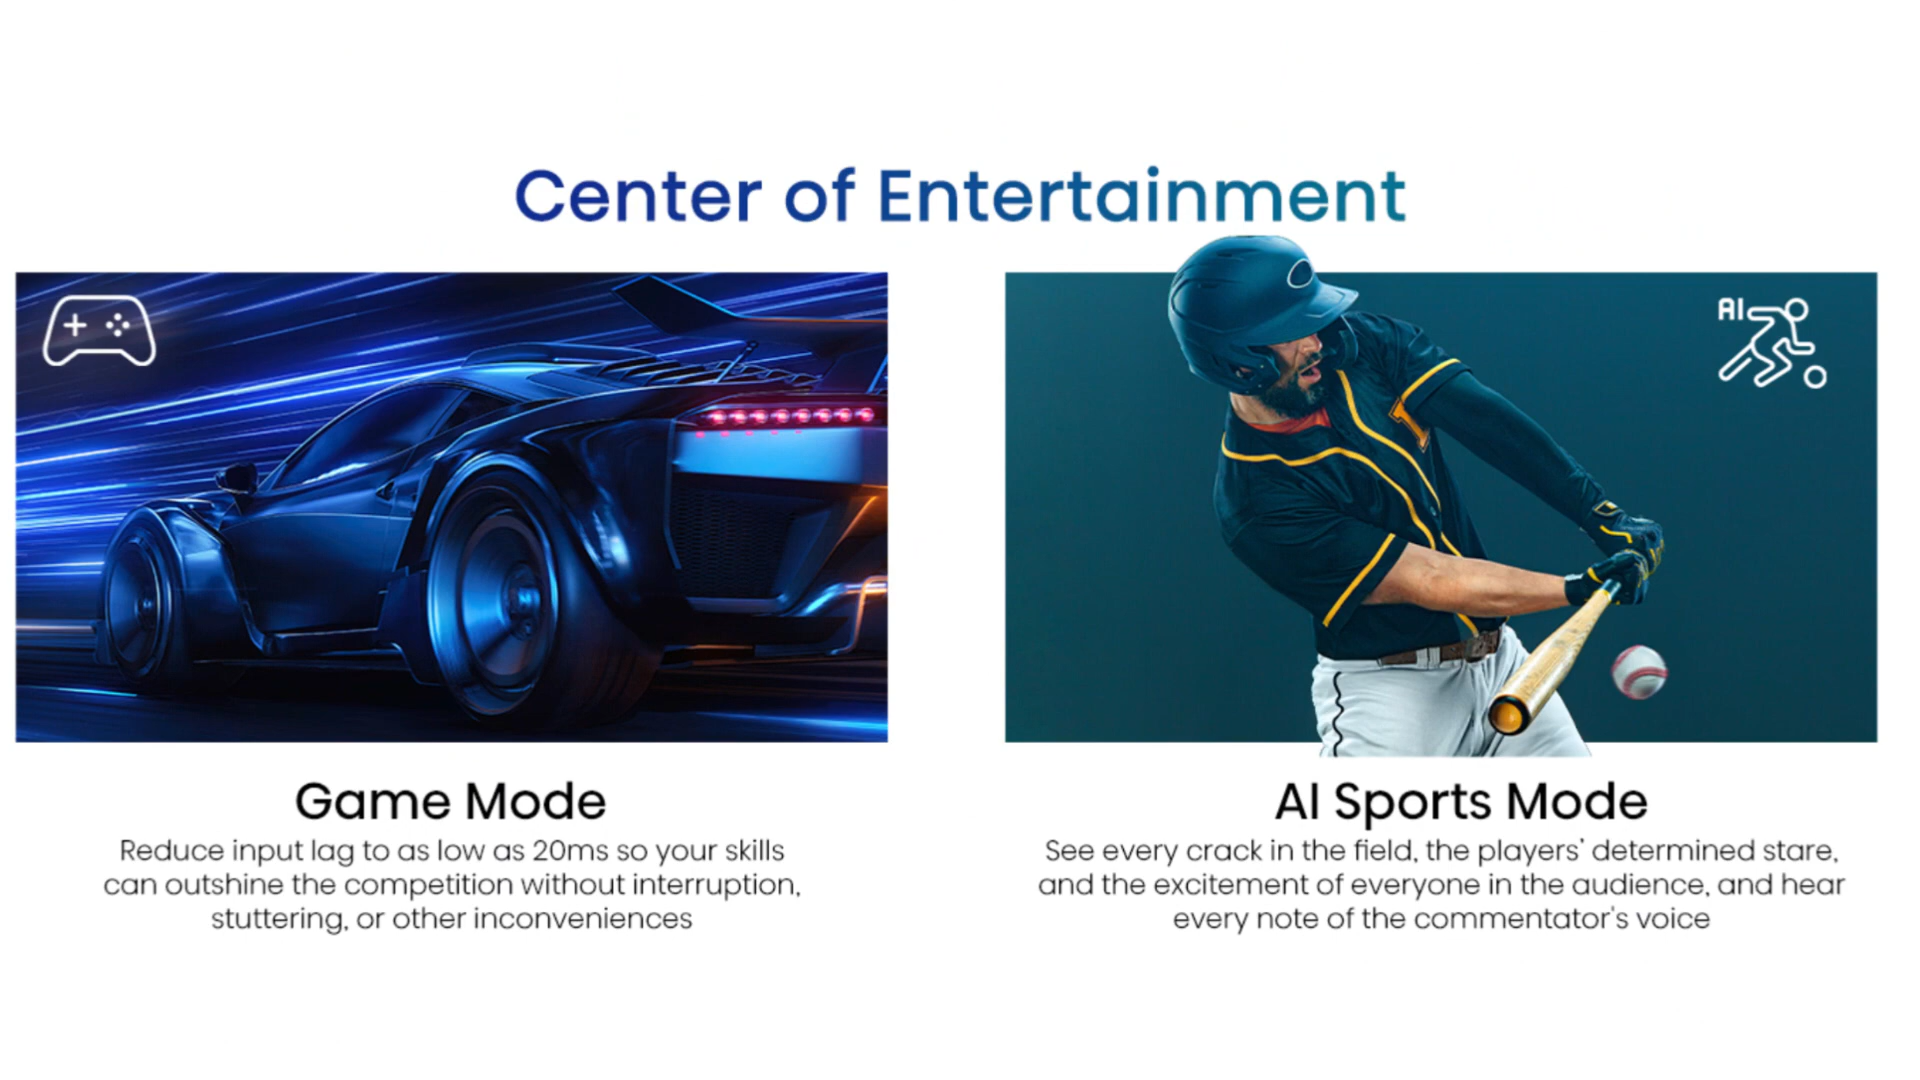 Center of Entertainment
AI
Game Mode
Reduce input lag to as low as 20ms so your skills
can outshine the competition without interruption,
stuttering, or other inconveniences
AI Sports Mode
See every crack in the field, the players' determined stare,
and the excitement of everyone in the audience, and hear
every note of the commentator's voice